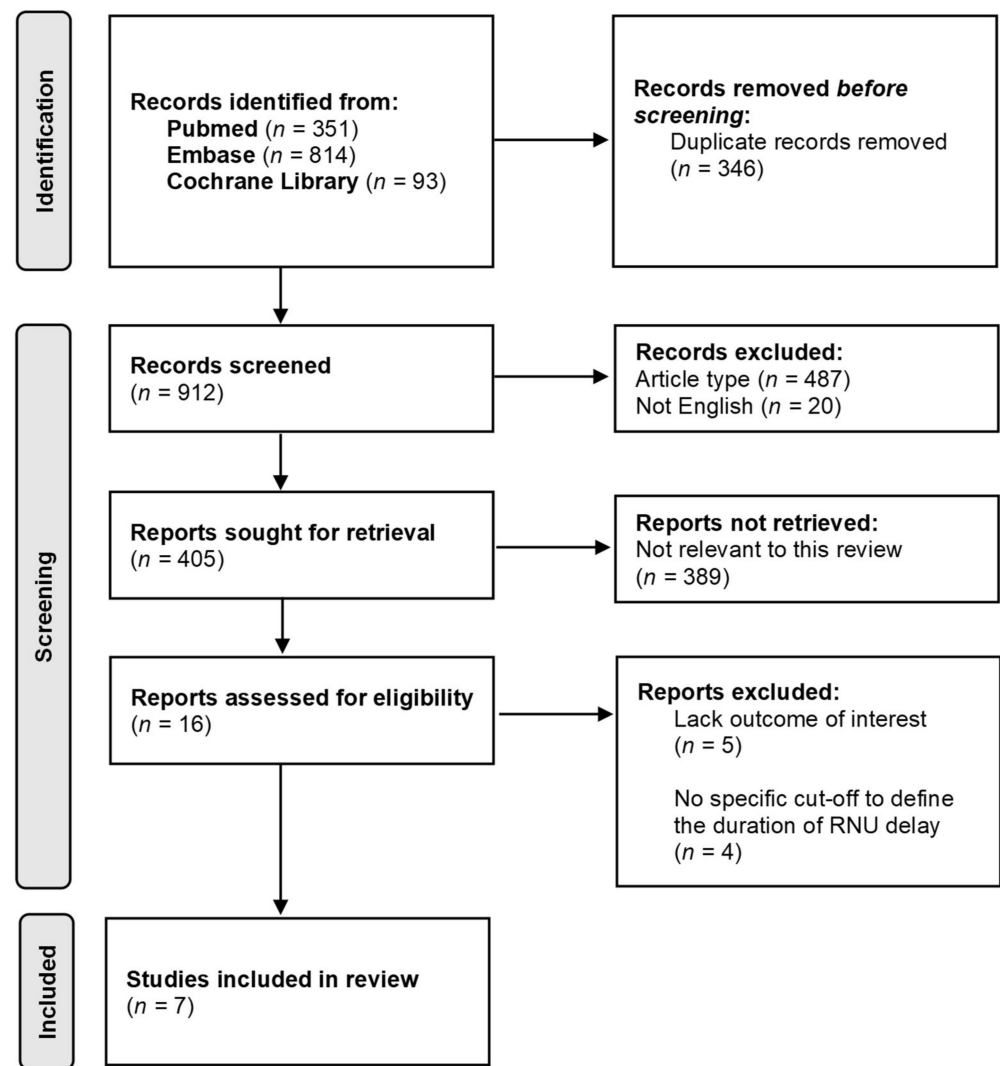 Identification
Records identified from:
Pubmed (n = 351)
Embase (n = 814)
Cochrane Library (n = 93)
Records removed before
screening:
Duplicate records removed
(n = 346)
Screening
Records screened
(n = 912)
Records excluded:
Article type (n = 487)
Not English (n = 20)
Reports sought for retrieval
(n = 405)
Reports not retrieved:
Not relevant to this review
(n = 389)
Reports assessed for eligibility
(n = 16)
Reports excluded:
Lack outcome of interest
(n = 5)
No specific cut-off to define
the duration of RNU delay
(n = 4)
Included
Studies included in review
(n = 7)